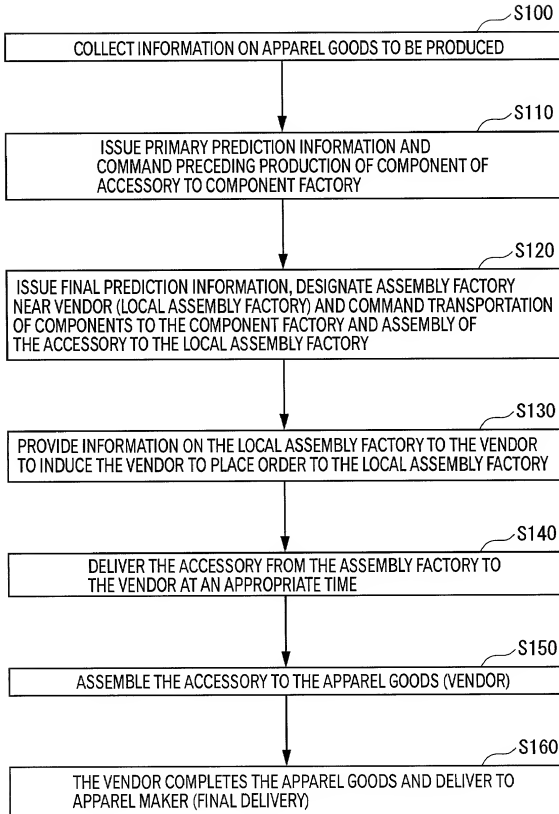 S100
COLLECT INFORMATION ON APPAREL GOODS TO BE PRODUCED
S110
ISSUE PRIMARY PREDICTION INFORMATION AND
COMMAND PRECEDING PRODUCTION OF COMPONENT OF
ACCESSORY TO COMPONENT FACTORY
S120
ISSUE FINAL PREDICTION INFORMATION, DESIGNATE ASSEMBLY FACTORY
NEAR VENDOR (LOCAL ASSEMBLY FACTORY) AND COMMAND TRANSPORTATION
OF COMPONENTS TO THE COMPONENT FACTORY AND ASSEMBLY OF
THE ACCESSORY TO THE LOCAL ASSEMBLY FACTORY
S130
PROVIDE INFORMATION ON THE LOCAL ASSEMBLY FACTORY TO THE VENDOR
TO INDUCE THE VENDOR TO PLACE ORDER TO THE LOCAL ASSEMBLY FACTORY
S140
DELIVER THE ACCESSORY FROM THE ASSEMBLY FACTORY TO
THE VENDOR AT AN APPROPRIATE TIME
S150
ASSEMBLE THE ACCESSORY TO THE APPAREL GOODS (VENDOR)
S160
THE VENDOR COMPLETES THE APPAREL GOODS AND DELIVER TO
APPAREL MAKER (FINAL DELIVERY)